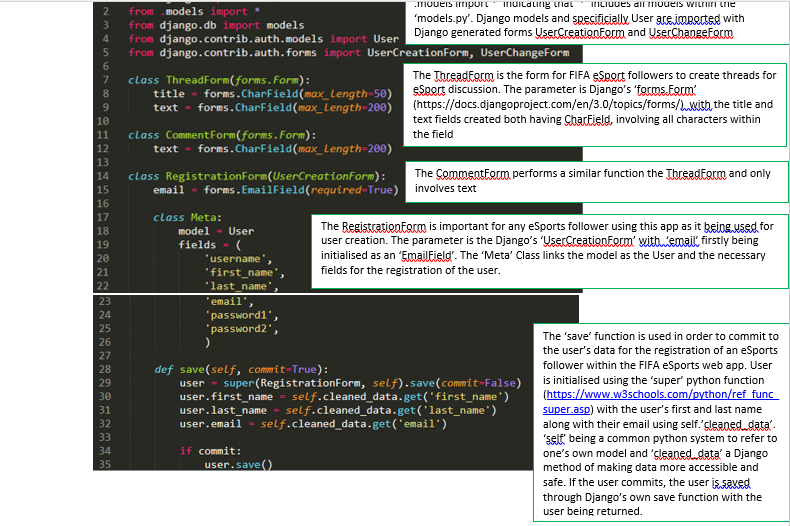 2 from .models import *
3 from django.db import models
4 from django.contrib.auth.models import User
5 from django.contrib.auth.forms import UserCreationForm, UserChangeForm
6
7 class ThreadForm(forms.Form):
8 title = forms.CharField(max_length=50)
9 text = forms.CharField(max_length=200)
10
11 class CommentForm(forms.Form):
12 text = forms.CharField(max_length=200)
13
14 class RegistrationForm(UserCreationForm):
15 email = forms.EmailField(required=True)
16
17 class Meta:
18 model = User
19 fields = (
20 'username',
21 'first_name',
22 'last_name',
23 'email',
24 'password1',
25 'password2',
26 )
27
28 def save(self, commit=True):
29 user = super(RegistrationForm, self).save(commit=False)
30 user.first_name = self.cleaned_data.get('first_name')
31 user.last_name = self.cleaned_data.get('last_name')
32 user.email = self.cleaned_data.get('email')
33
34 if commit:
35 user.save()
.models import * indicating that * includes all models within the
‘models.py’. Django models and specifically User are imported with
Django generated forms UserCreationForm and UserChangeForm
The ThreadForm is the form for FIFA eSport followers to create threads for
eSport discussion. The parameter is Django’s ‘forms.Form’
(https://docs.djangoproject.com/en/3.0/topics/forms/), with the title and
text fields created both having CharField, involving all characters within
the field
The CommentForm performs a similar function the ThreadForm and only
involves text
The RegistrationForm is important for any eSports follower using this app as it being used for
user creation. The parameter is the Django’s ‘UserCreationForm’ with ‘email’ firstly being
initialised as an ‘EmailField’. The ‘Meta’ Class links the model as the User and the necessary
fields for the registration of the user.
The ‘save’ function is used in order to commit to
the user’s data for the registration of an eSports
follower within the FIFA eSports web app. User
is initialised using the ‘super’ python function
(https://www.w3schools.com/python/ref_func_
super.asp) with the user’s first and last name
along with their email using self.’cleaned_data’.
‘self’ being a common python system to refer to
one’s own model and ‘cleaned_data’ a Django
method of making data more accessible and
safe. If the user commits, the user is saved
through Django’s own save function with the
user being returned.